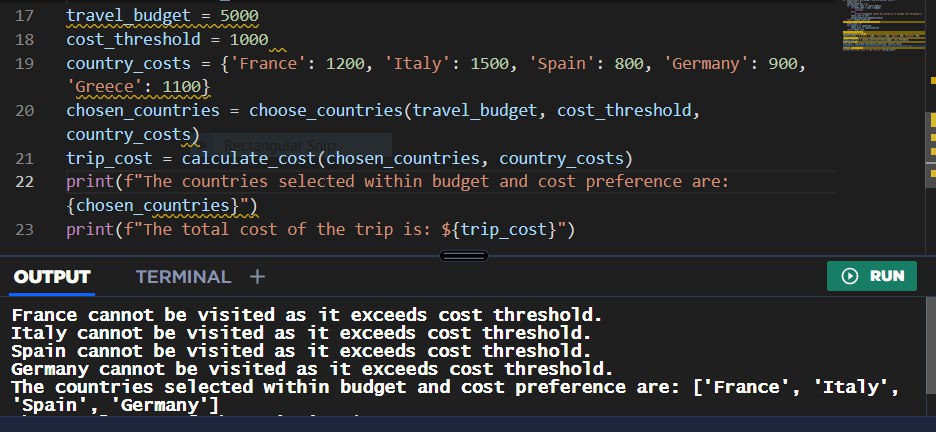 17 travel_budget = 5000
18 cost_threshold = 1000
19 country_costs = {'France': 1200, 'Italy': 1500, 'Spain': 800, 'Germany': 900,
'Greece': 1100}
20 chosen_countries = choose_countries(travel_budget, cost_threshold,
country_costs)
Rectangular Snip
21 trip_cost = calculate_cost(chosen_countries, country_costs)
22 print(f"The countries selected within budget and cost preference are:
{chosen_countries}")
23 print(f"The total cost of the trip is: ${trip_cost}")
OUTPUT TERMINAL + RUN
France cannot be visited as it exceeds cost threshold.
Italy cannot be visited as it exceeds cost threshold.
Spain cannot be visited as it exceeds cost threshold.
Germany cannot be visited as it exceeds cost threshold.
The countries selected within budget and cost preference are: ['France', 'Italy',
'Spain', 'Germany']